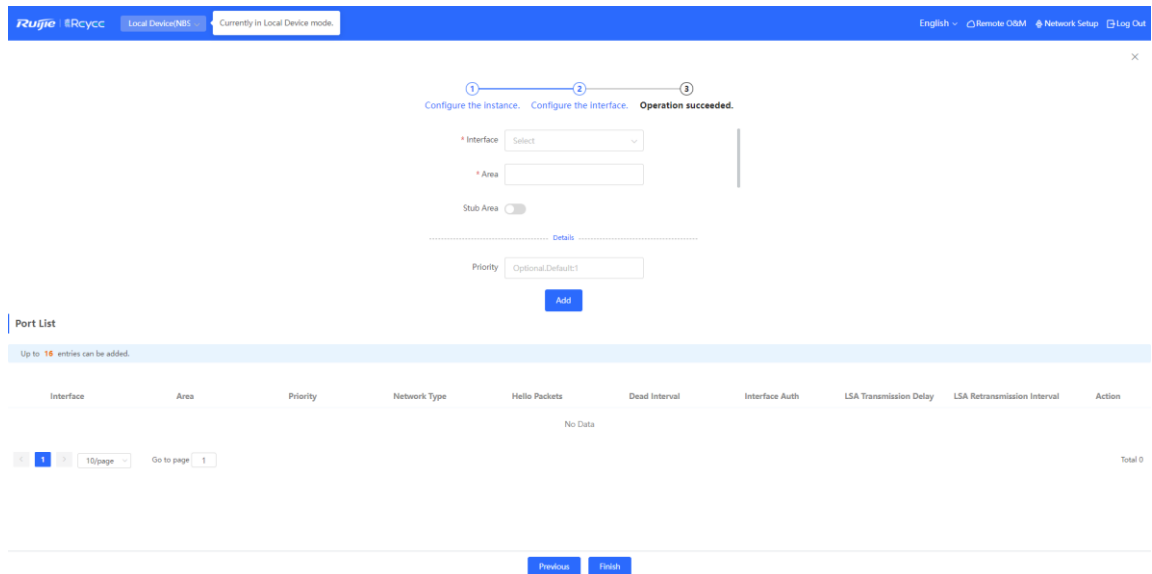 Ruijie Rcycc Local Device(NBS Currently in Local Device mode. English Remote O&M Network Setup Log Out
1 2 3
Configure the instance. Configure the interface. Operation succeeded.
* Interface Select
* Area
Stub Area
Details
Priority Optional.Default:1
Add
Port List
Up to 16 entries can be added.
Interface Area Priority Network Type Hello Packets Dead Interval Interface Auth LSA Transmission Delay LSA Retransmission Interval Action
No Data
< 1 > 10/page Go to page 1 Total 0
Previous Finish